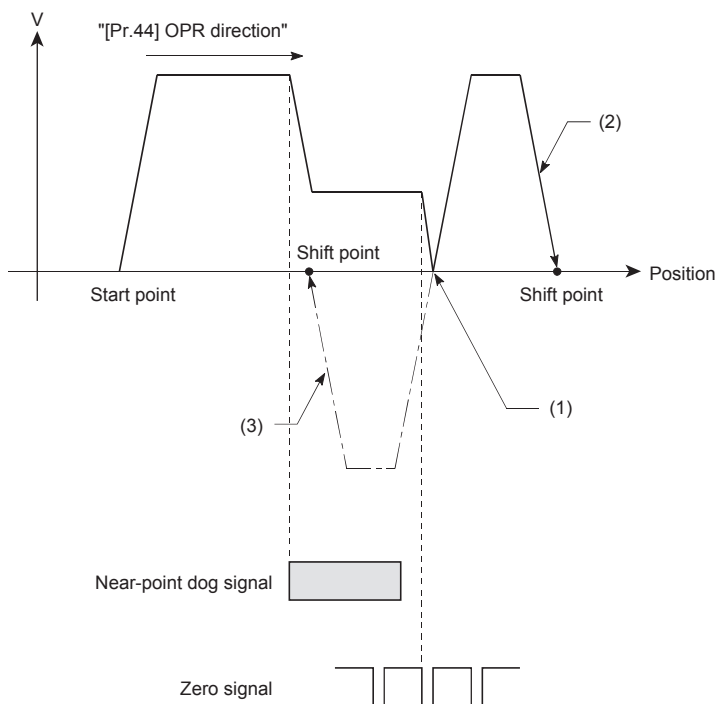 V
"[Pr.44] OPR direction"
(2)
Shift point
Position
Start point
Shift point
(3)
(1)
Near-point dog signal
Zero signal